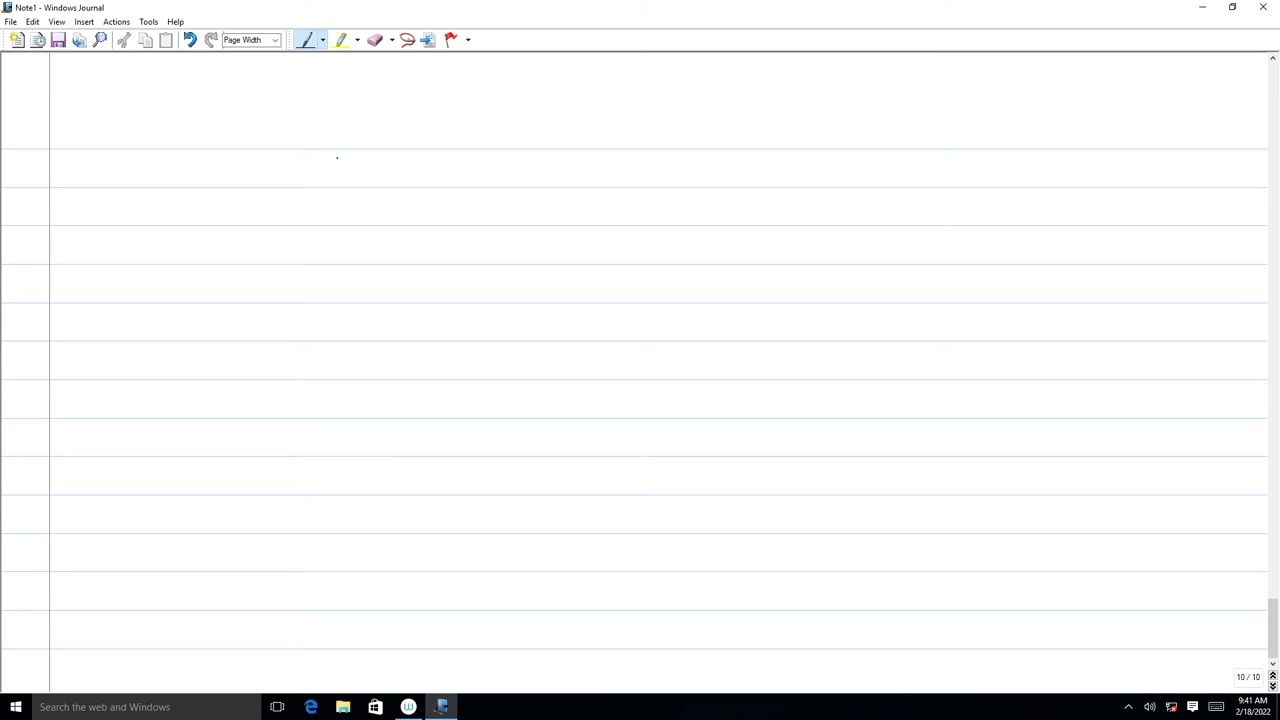 Note1 - Windows Journal
File Edit View Insert Actions Tools Help
Page Width
10 / 10
Search the web and Windows
9:41 AM
2/18/2022